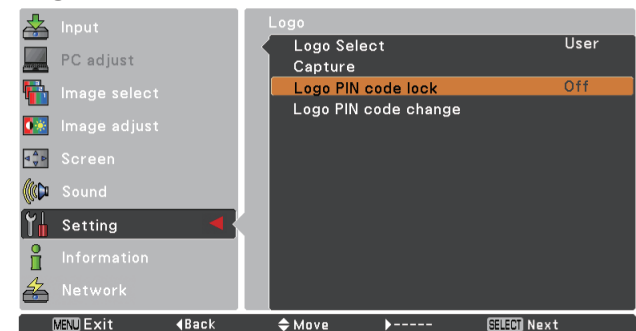 Input
PC adjust
Image select
Image adjust
Screen
Sound
Setting
Information
Network
Logo
Logo Select User
Capture
Logo PIN code lock Off
Logo PIN code change
MENU Exit ◀Back ◆Move ▶----- SELECT Next